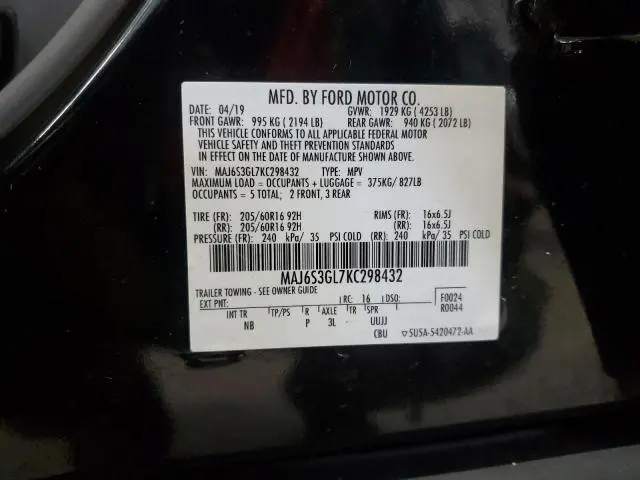 MFD. BY FORD MOTOR CO.
DATE: 04/19 GVWR: 1929 KG ( 4253 LB)
FRONT GAWR: 995 KG ( 2194 LB) REAR GAWR: 940 KG ( 2072 LB)
THIS VEHICLE CONFORMS TO ALL APPLICABLE FEDERAL MOTOR
VEHICLE SAFETY AND THEFT PREVENTION STANDARDS
IN EFFECT ON THE DATE OF MANUFACTURE SHOWN ABOVE.
VIN: MAJ6S3GL7KC298432 TYPE: MPV
MAXIMUM LOAD = OCCUPANTS + LUGGAGE = 375KG/ 827LB
OCCUPANTS = 5 TOTAL; 2 FRONT, 3 REAR
TIRE (FR): 205/60R16 92H RIMS (FR): 16x6.5J
(RR): 205/60R16 92H (RR): 16x6.5J
PRESSURE (FR): 240 kPa/ 35 PSI COLD (RR): 240 kPa/ 35 PSI COLD
MAJ6S3GL7KC298432
TRAILER TOWING - SEE OWNER GUIDE
EXT PNT: RC: 16 DSO: F0024
INT TR TP/PS R AXLE TR SPR R0044
NB P 3L UUJJ
CBU SU5A-5420472-AA